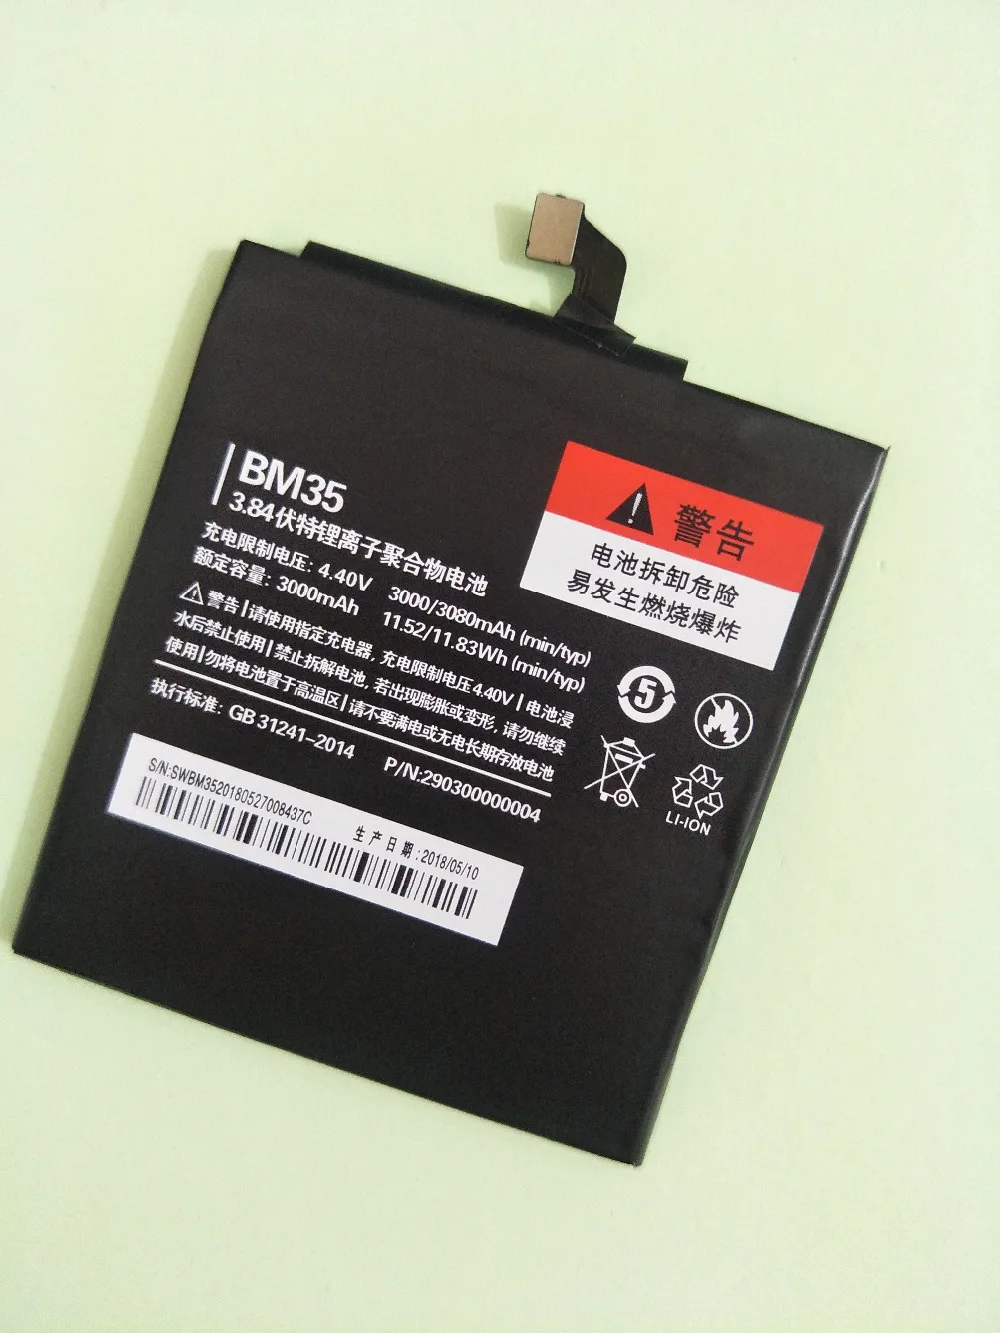 BM35
3.84伏特锂离子聚合物电池
充电限制电压: 4.40V
额定容量: 3000mAh
3000/3080mAh (min/typ)
11.52/11.83Wh (min/typ)
警告|请使用指定充电器, 充电限制电压4.40V|电池浸
水后禁止使用|禁止拆解电池, 若出现膨胀或变形, 请勿继续
使用|勿将电池置于高温区|请不要满电或无电长期存放电池
执行标准: GB 31241-2014
P/N:290300000004
S/N:SWBM3520180527008437C
生产日期:2018/05/10
警告
电池拆卸危险
易发生燃烧爆炸
5
LI-ION